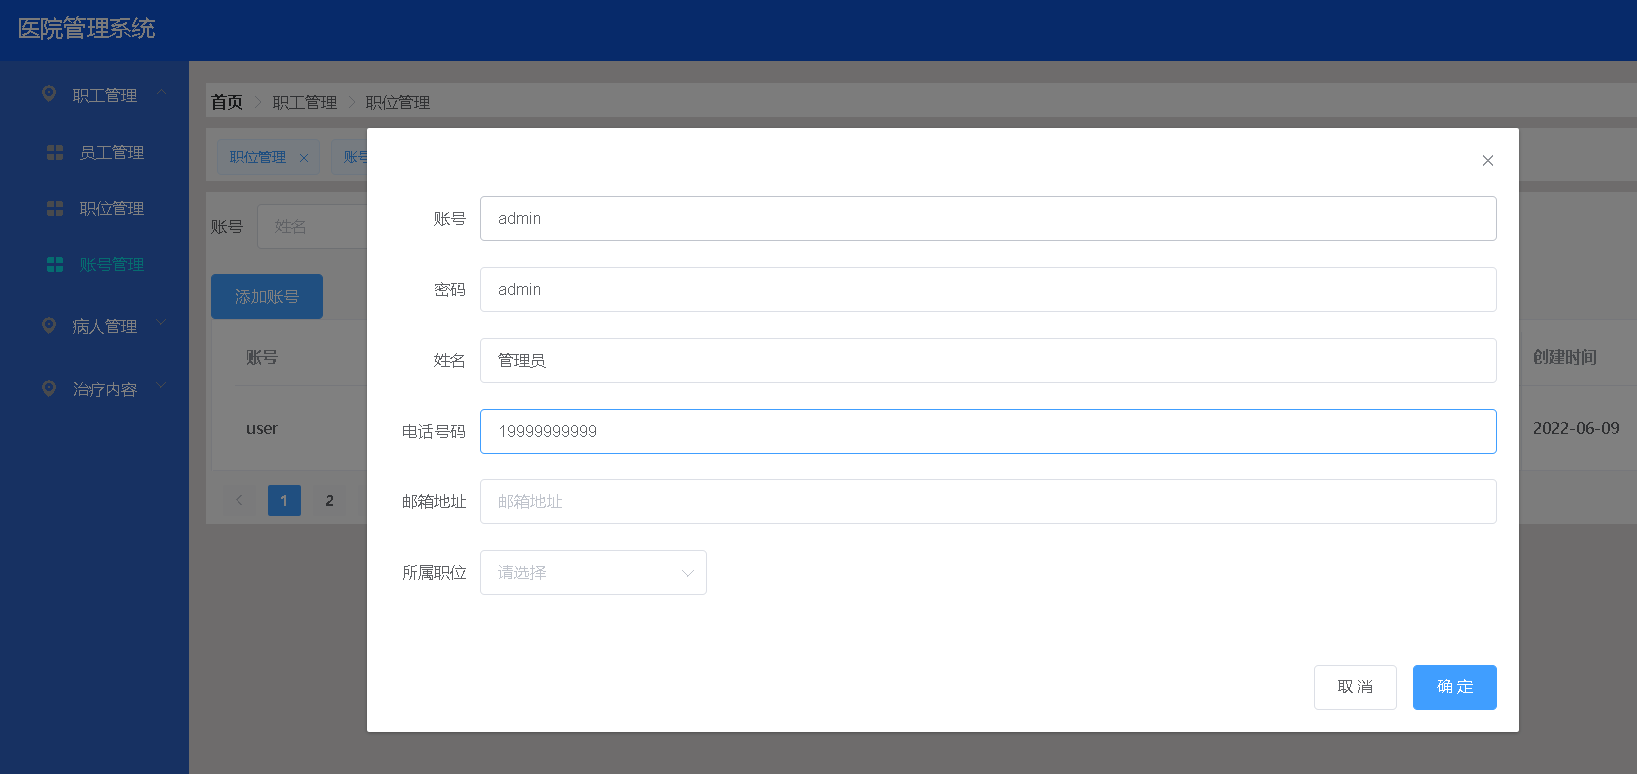 医院管理系统
职工管理
员工管理
职位管理
账号管理
病人管理
治疗内容
首页 职工管理 职位管理
职位管理 账号
账号 姓名
添加账号
账号 创建时间
user 2022-06-09
1 2
账号 admin
密码 admin
姓名 管理员
电话号码 19999999999
邮箱地址 邮箱地址
所属职位 请选择
取 消 确 定